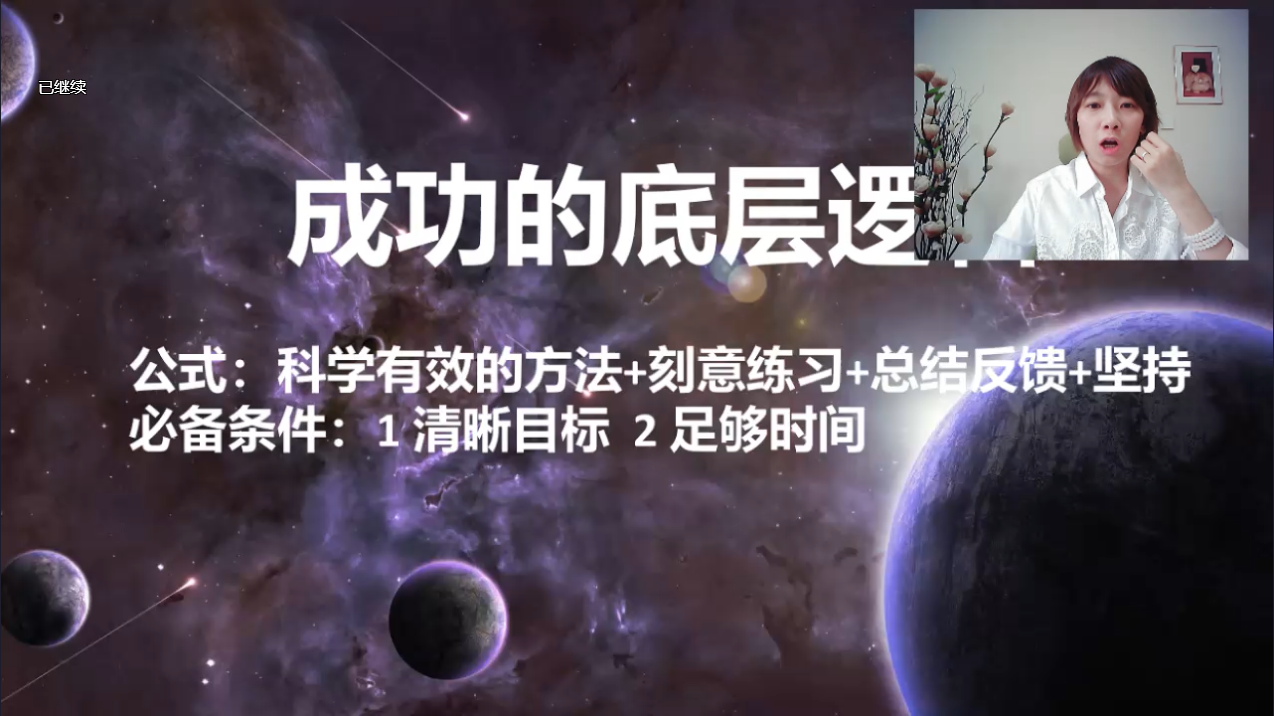 已继续
成功的底层逻
公式：科学有效的方法+刻意练习+总结反馈+坚持
必备条件：1 清晰目标 2 足够时间